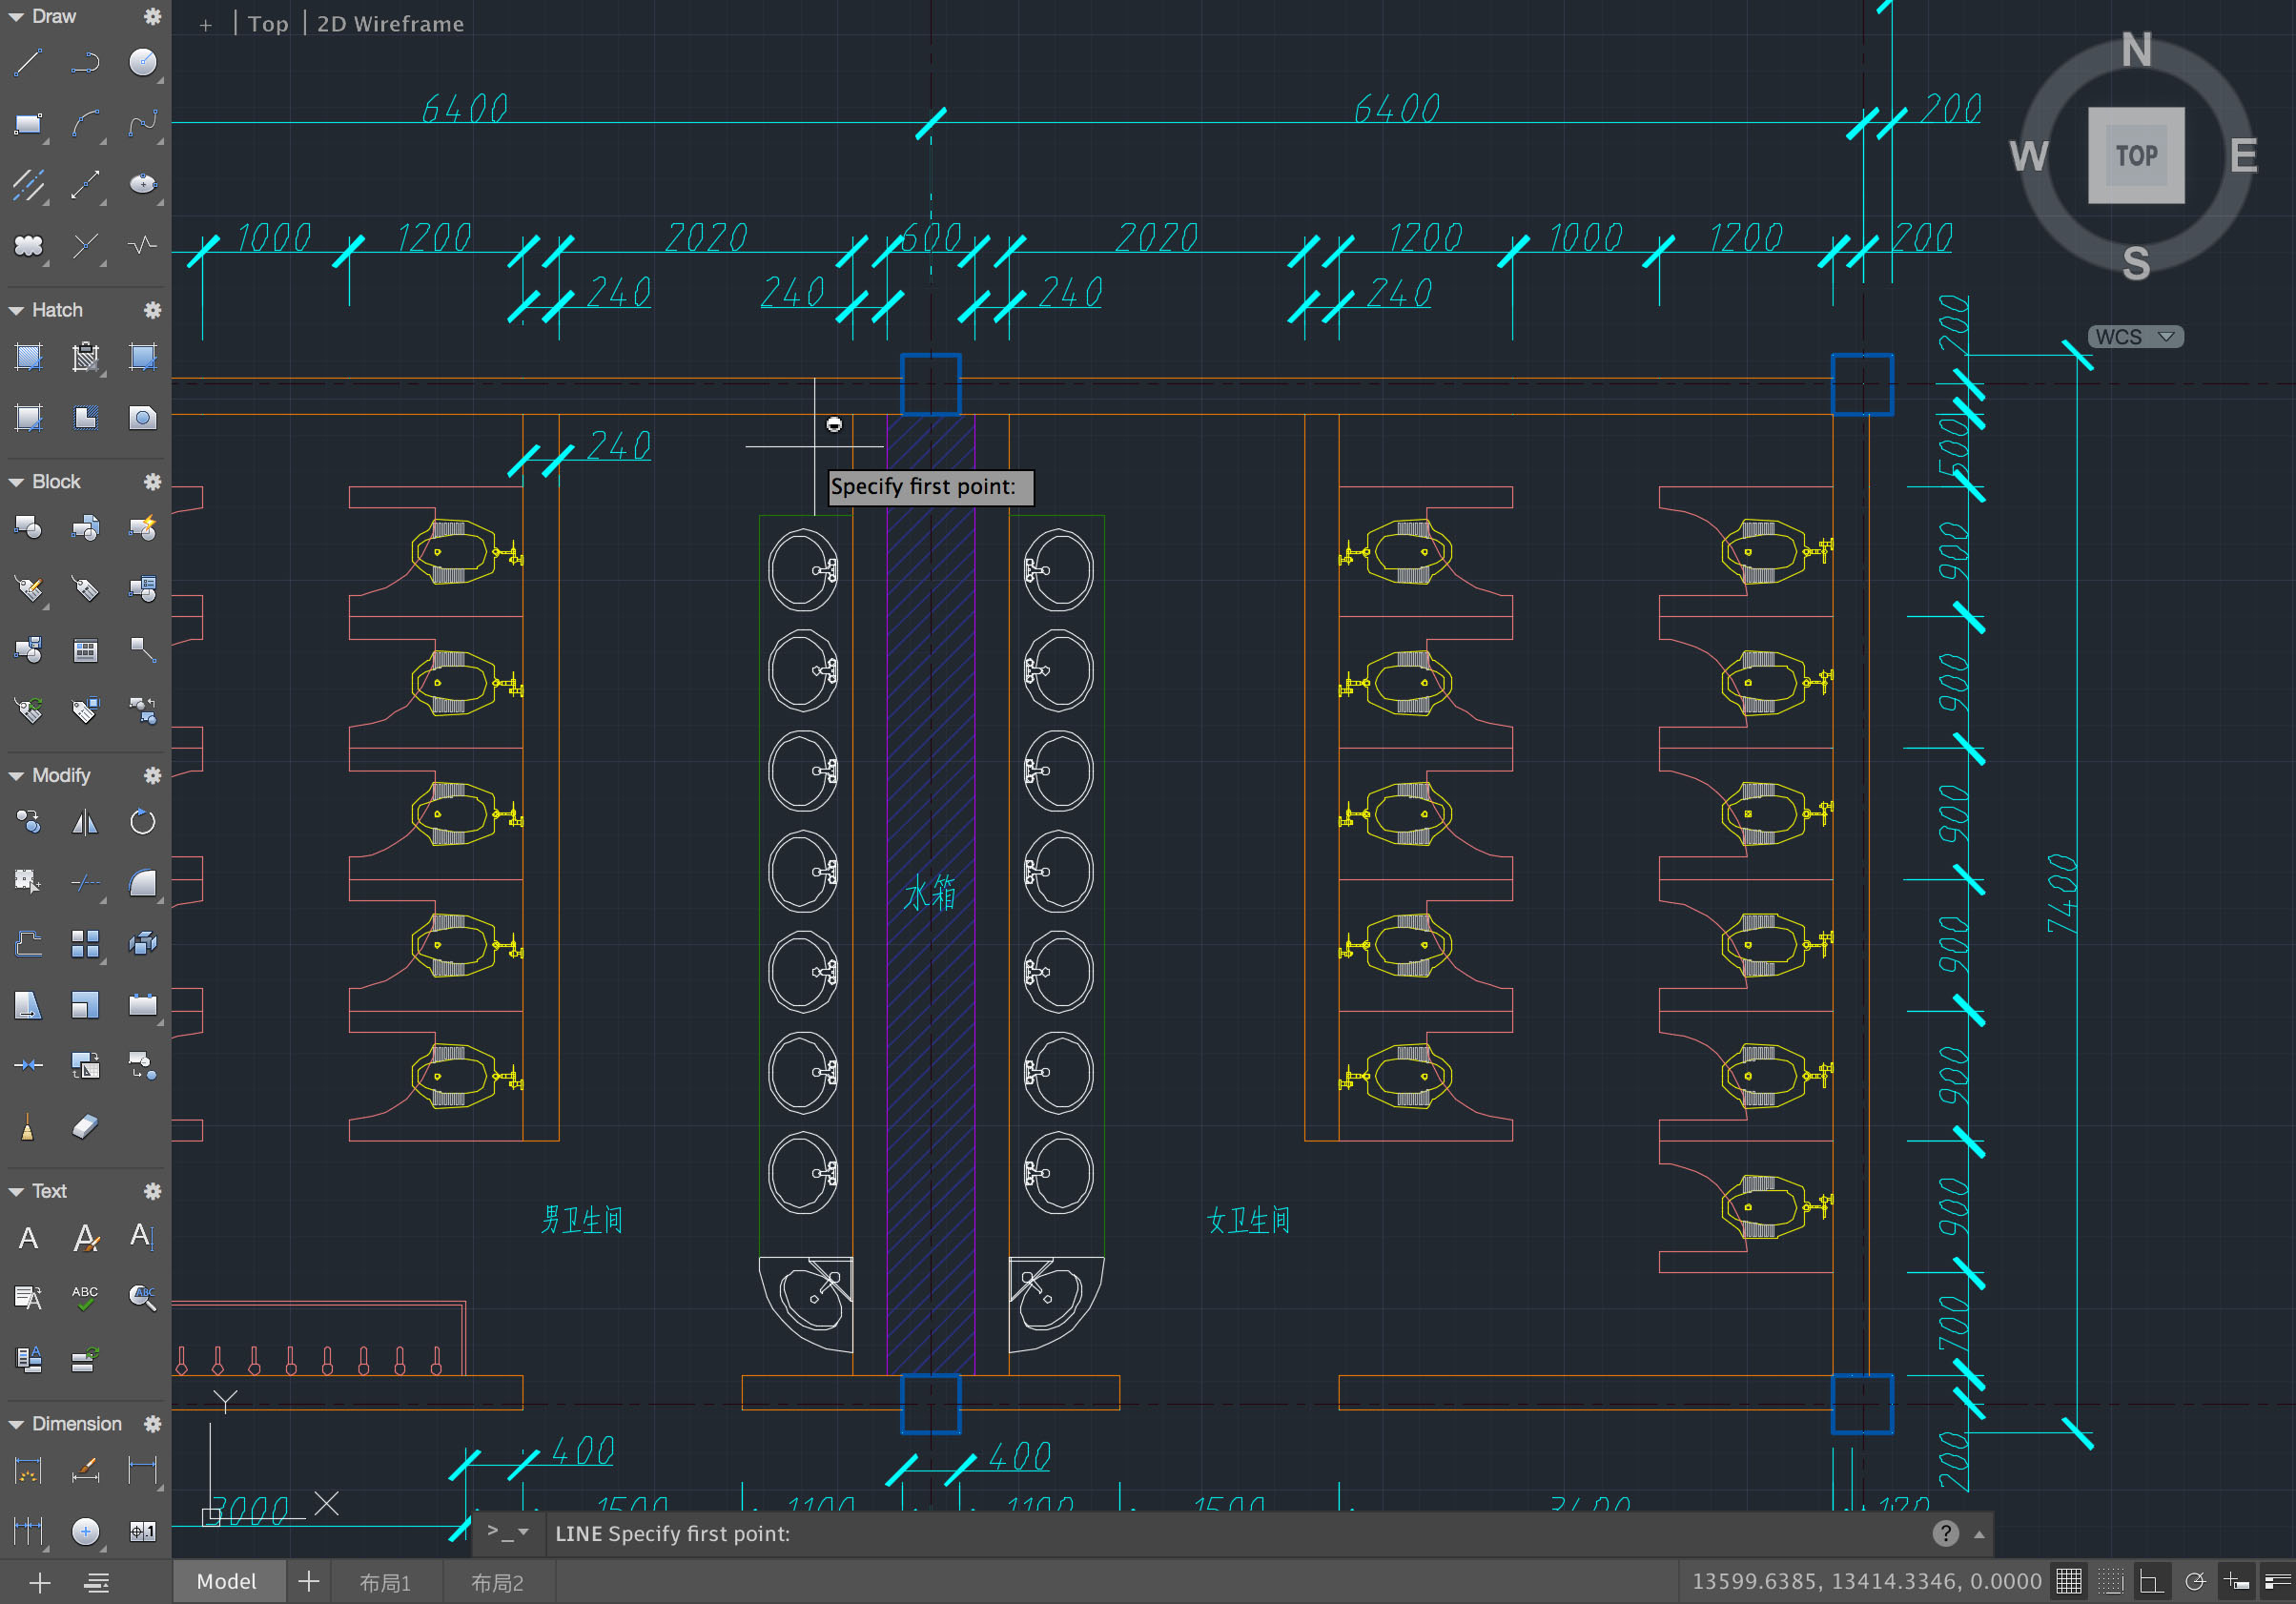 Draw
+ | Top | 2D Wireframe
N
W TOP E
S
WCS
6400 6400 200
1000 1200 2020 600 2020 1200 1000 1200 200
240 240 240 240
Hatch
200
240
500
Block
Specify first point:
900
900
Modify
900
水箱
7400
900
900
Text
男卫生间
女卫生间
900
ABC
ABC
700
Dimension
Y
400 400
200
3000 X 1500 1100 1100 1500 3400 120
>_ LINE Specify first point: ?
Model + 布局1 布局2 13599.6385, 13414.3346, 0.0000